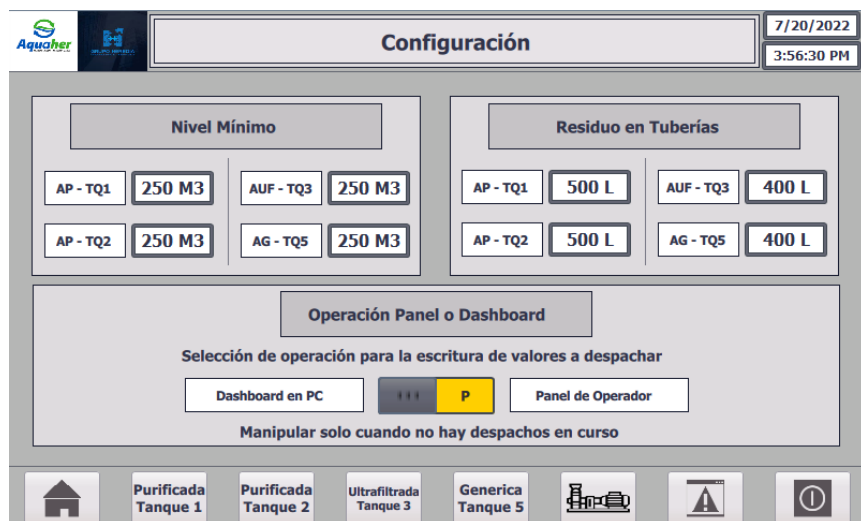 Aquaher
Configuración
7/20/2022
3:56:30 PM
Nivel Mínimo
Residuo en Tuberías
AP - TQ1 250 M3 AUF - TQ3 250 M3
AP - TQ1 500 L AUF - TQ3 400 L
AP - TQ2 250 M3 AG - TQ5 250 M3
AP - TQ2 500 L AG - TQ5 400 L
Operación Panel o Dashboard
Selección de operación para la escritura de valores a despachar
Dashboard en PC P Panel de Operador
Manipular solo cuando no hay despachos en curso
Purificada
Tanque 1
Purificada
Tanque 2
Ultrafiltrada
Tanque 3
Generica
Tanque 5